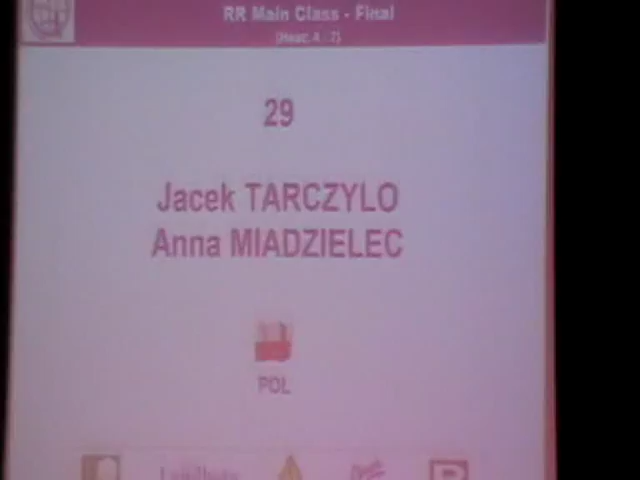 RR Main Class - Final
29
Jacek TARCZYLO
Anna MIADZIELEC
POL